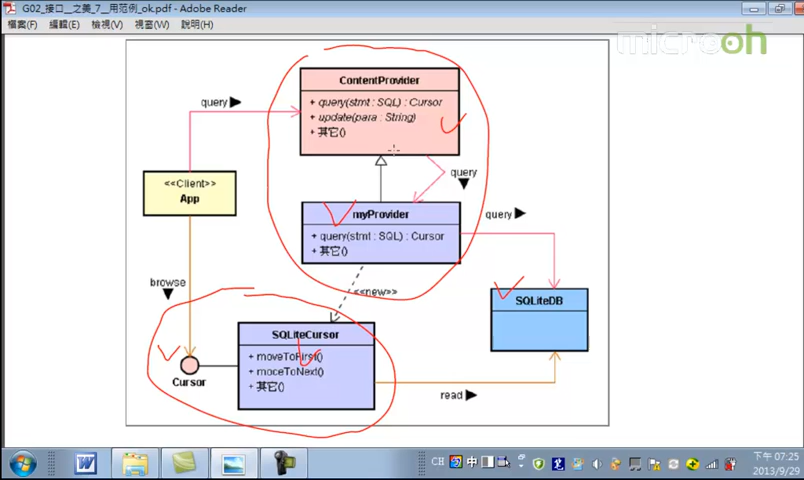 G02_接口__之美_7__用范例_ok.pdf - Adobe Reader
檔案(F) 編輯(E) 檢視(V) 視窗(W) 說明(H)
microoh
ContentProvider
+ query(stmt : SQL) : Cursor
+ update(para : String)
+ 其它()
query
<<Client>>
App
query
myProvider
+ query(stmt : SQL) : Cursor
+ 其它()
query
browse
<<new>>
SQLiteDB
SQLiteCursor
+ moveToFirst()
+ moceToNext()
+ 其它()
Cursor
read
CH
中
下午 07:25
2013/9/29